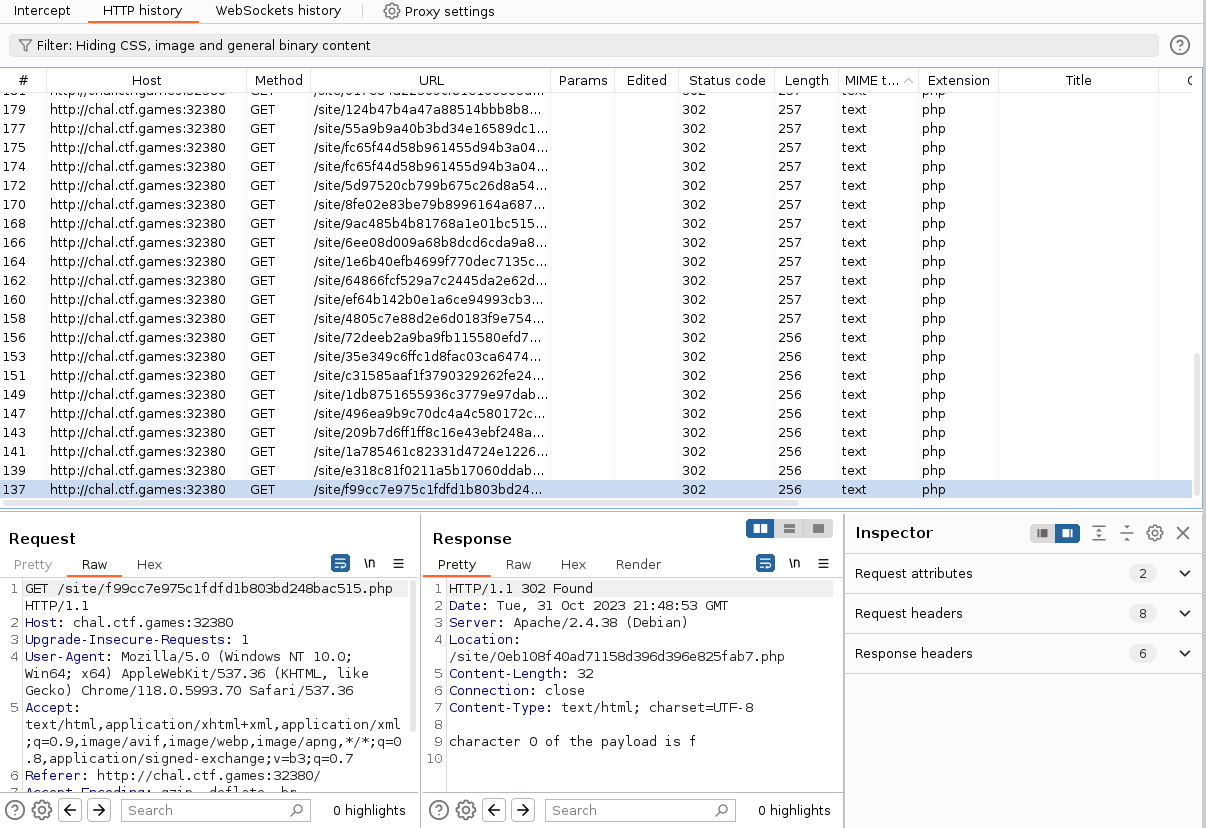 Intercept HTTP history WebSockets history Proxy settings
Filter: Hiding CSS, image and general binary content
# Host Method URL Params Edited Status code Length MIME t... Extension Title
179 http://chal.ctf.games:32380 GET /site/124b47b4a47a88514bbb8b8... 302 257 text php
177 http://chal.ctf.games:32380 GET /site/55a9b9a40b3bd34e16589dc1... 302 257 text php
175 http://chal.ctf.games:32380 GET /site/fc65f44d58b961455d94b3a04... 302 257 text php
174 http://chal.ctf.games:32380 GET /site/fc65f44d58b961455d94b3a04... 302 257 text php
172 http://chal.ctf.games:32380 GET /site/5d97520cb799b675c26d8a54... 302 257 text php
170 http://chal.ctf.games:32380 GET /site/8fe02e83be79b8996164a687... 302 257 text php
168 http://chal.ctf.games:32380 GET /site/9ac485b4b81768a1e01bc515... 302 257 text php
166 http://chal.ctf.games:32380 GET /site/6ee08d009a68b8dcd6cda9a8... 302 257 text php
164 http://chal.ctf.games:32380 GET /site/1e6b40efb4699f770dec7135c... 302 257 text php
162 http://chal.ctf.games:32380 GET /site/64866fcf529a7c2445da2e62d... 302 257 text php
160 http://chal.ctf.games:32380 GET /site/ef64b142b0e1a6ce94993cb3... 302 257 text php
158 http://chal.ctf.games:32380 GET /site/4805c7e88d2e6d0183f9e754... 302 257 text php
156 http://chal.ctf.games:32380 GET /site/72deeb2a9ba9fb115580efd7... 302 256 text php
153 http://chal.ctf.games:32380 GET /site/35e349c6ffc1d8fac03ca6474... 302 256 text php
151 http://chal.ctf.games:32380 GET /site/c31585aaf1f3790329262fe24... 302 256 text php
149 http://chal.ctf.games:32380 GET /site/1db8751655936c3779e97dab... 302 256 text php
147 http://chal.ctf.games:32380 GET /site/496ea9b9c70dc4a4c580172c... 302 256 text php
143 http://chal.ctf.games:32380 GET /site/209b7d6ff1ff8c16e43ebf248a... 302 256 text php
141 http://chal.ctf.games:32380 GET /site/1a785461c82331d4724e1226... 302 256 text php
139 http://chal.ctf.games:32380 GET /site/e318c81f0211a5b17060ddab... 302 256 text php
137 http://chal.ctf.games:32380 GET /site/f99cc7e975c1fdfd1b803bd24... 302 256 text php
Request
Pretty Raw Hex \n
1 GET /site/f99cc7e975c1fdfd1b803bd248bac515.php
HTTP/1.1
2 Host: chal.ctf.games:32380
3 Upgrade-Insecure-Requests: 1
4 User-Agent: Mozilla/5.0 (Windows NT 10.0;
Win64; x64) AppleWebKit/537.36 (KHTML, like
Gecko) Chrome/118.0.5993.70 Safari/537.36
5 Accept:
text/html,application/xhtml+xml,application/xml
;q=0.9,image/avif,image/webp,image/apng,*/*;q=0
.8,application/signed-exchange;v=b3;q=0.7
6 Referer: http://chal.ctf.games:32380/
7 Accept-Encoding: gzip, deflate, br
Search 0 highlights
Response
Pretty Raw Hex Render \n
1 HTTP/1.1 302 Found
2 Date: Tue, 31 Oct 2023 21:48:53 GMT
3 Server: Apache/2.4.38 (Debian)
4 Location:
/site/0eb108f40ad71158d396d396e825fab7.php
5 Content-Length: 32
6 Connection: close
7 Content-Type: text/html; charset=UTF-8
8
9 character 0 of the payload is f
10
Search 0 highlights
Inspector
Request attributes 2
Request headers 8
Response headers 6